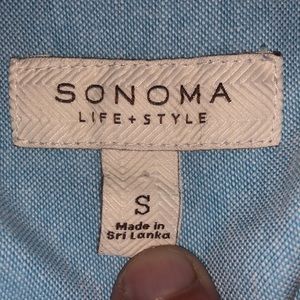 SONOMA
LIFE + STYLE
S
Made in
Sri Lanka